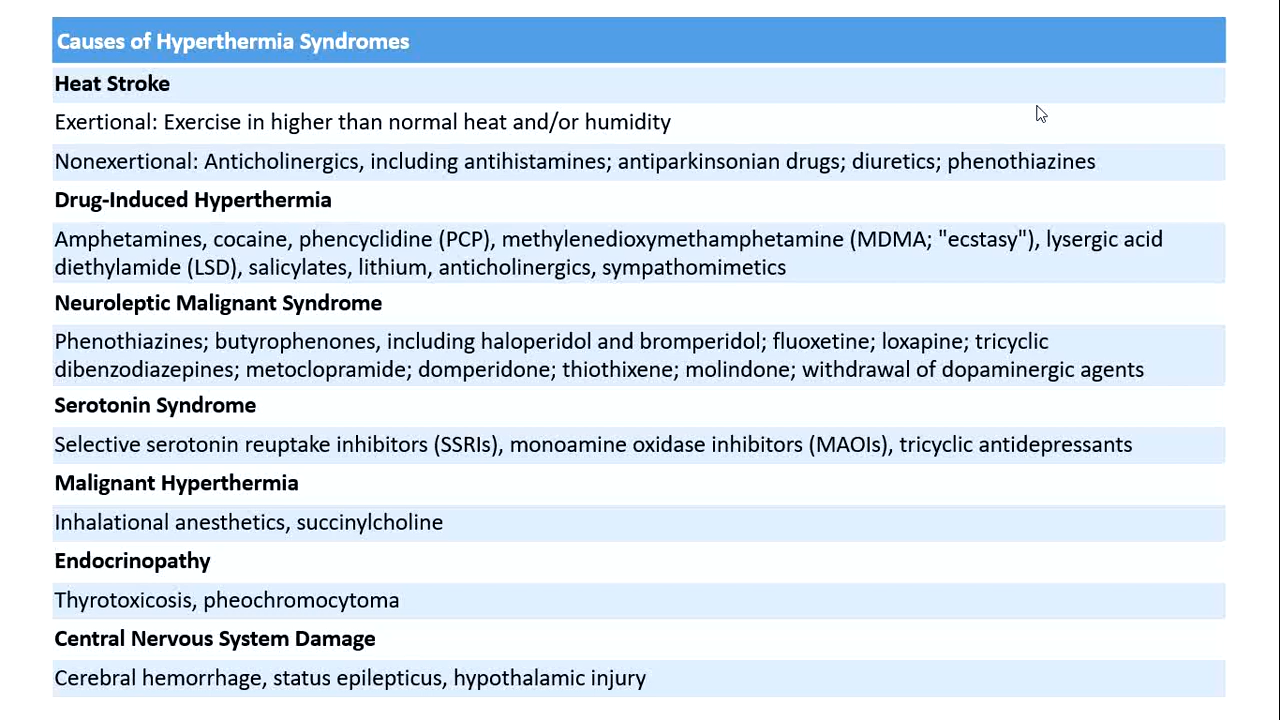 Causes of Hyperthermia Syndromes
Heat Stroke
Exertional: Exercise in higher than normal heat and/or humidity
Nonexertional: Anticholinergics, including antihistamines; antiparkinsonian drugs; diuretics; phenothiazines
Drug-Induced Hyperthermia
Amphetamines, cocaine, phencyclidine (PCP), methylenedioxymethamphetamine (MDMA; "ecstasy"), lysergic acid
diethylamide (LSD), salicylates, lithium, anticholinergics, sympathomimetics
Neuroleptic Malignant Syndrome
Phenothiazines; butyrophenones, including haloperidol and bromperidol; fluoxetine; loxapine; tricyclic
dibenzodiazepines; metoclopramide; domperidone; thiothixene; molindone; withdrawal of dopaminergic agents
Serotonin Syndrome
Selective serotonin reuptake inhibitors (SSRIs), monoamine oxidase inhibitors (MAOIs), tricyclic antidepressants
Malignant Hyperthermia
Inhalational anesthetics, succinylcholine
Endocrinopathy
Thyrotoxicosis, pheochromocytoma
Central Nervous System Damage
Cerebral hemorrhage, status epilepticus, hypothalamic injury